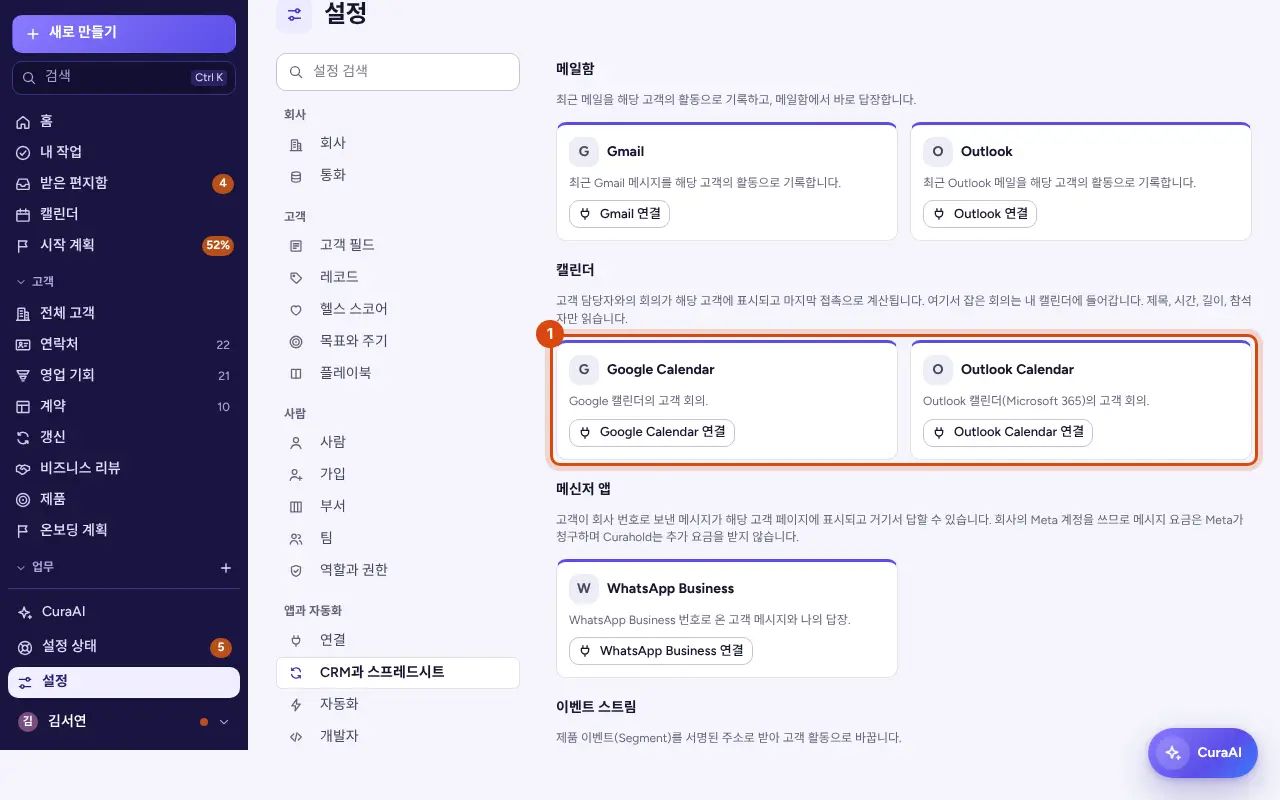 새로 만들기
검색
Ctrl K
홈
내 작업
받은 편지함
4
캘린더
시작 계획
52%
고객
전체 고객
연락처
22
영업 기회
21
계약
10
갱신
비즈니스 리뷰
제품
온보딩 계획
업무
CuraAI
설정 상태
5
설정
김
김서연
설정
설정 검색
회사
회사
통화
고객
고객 필드
레코드
헬스 스코어
목표와 주기
플레이북
사람
사람
가입
부서
팀
역할과 권한
앱과 자동화
연결
CRM과 스프레드시트
자동화
개발자
메일함
최근 메일을 해당 고객의 활동으로 기록하고, 메일함에서 바로 답장합니다.
G
Gmail
최근 Gmail 메시지를 해당 고객의 활동으로 기록합니다.
Gmail 연결
O
Outlook
최근 Outlook 메일을 해당 고객의 활동으로 기록합니다.
Outlook 연결
캘린더
고객 담당자와의 회의가 해당 고객에 표시되고 마지막 접촉으로 계산됩니다. 여기서 잡은 회의는 내 캘린더에 들어갑니다. 제목, 시간, 길이, 참석
자만 읽습니다.
1
G
Google Calendar
Google 캘린더의 고객 회의.
Google Calendar 연결
O
Outlook Calendar
Outlook 캘린더(Microsoft 365)의 고객 회의.
Outlook Calendar 연결
메신저 앱
고객이 회사 번호로 보낸 메시지가 해당 고객 페이지에 표시되고 거기서 답할 수 있습니다. 회사의 Meta 계정을 쓰므로 메시지 요금은 Meta가
청구하며 Curahold는 추가 요금을 받지 않습니다.
W
WhatsApp Business
WhatsApp Business 번호로 온 고객 메시지와 나의 답장.
WhatsApp Business 연결
이벤트 스트림
제품 이벤트(Segment)를 서명된 주소로 받아 고객 활동으로 바꿉니다.
CuraAI